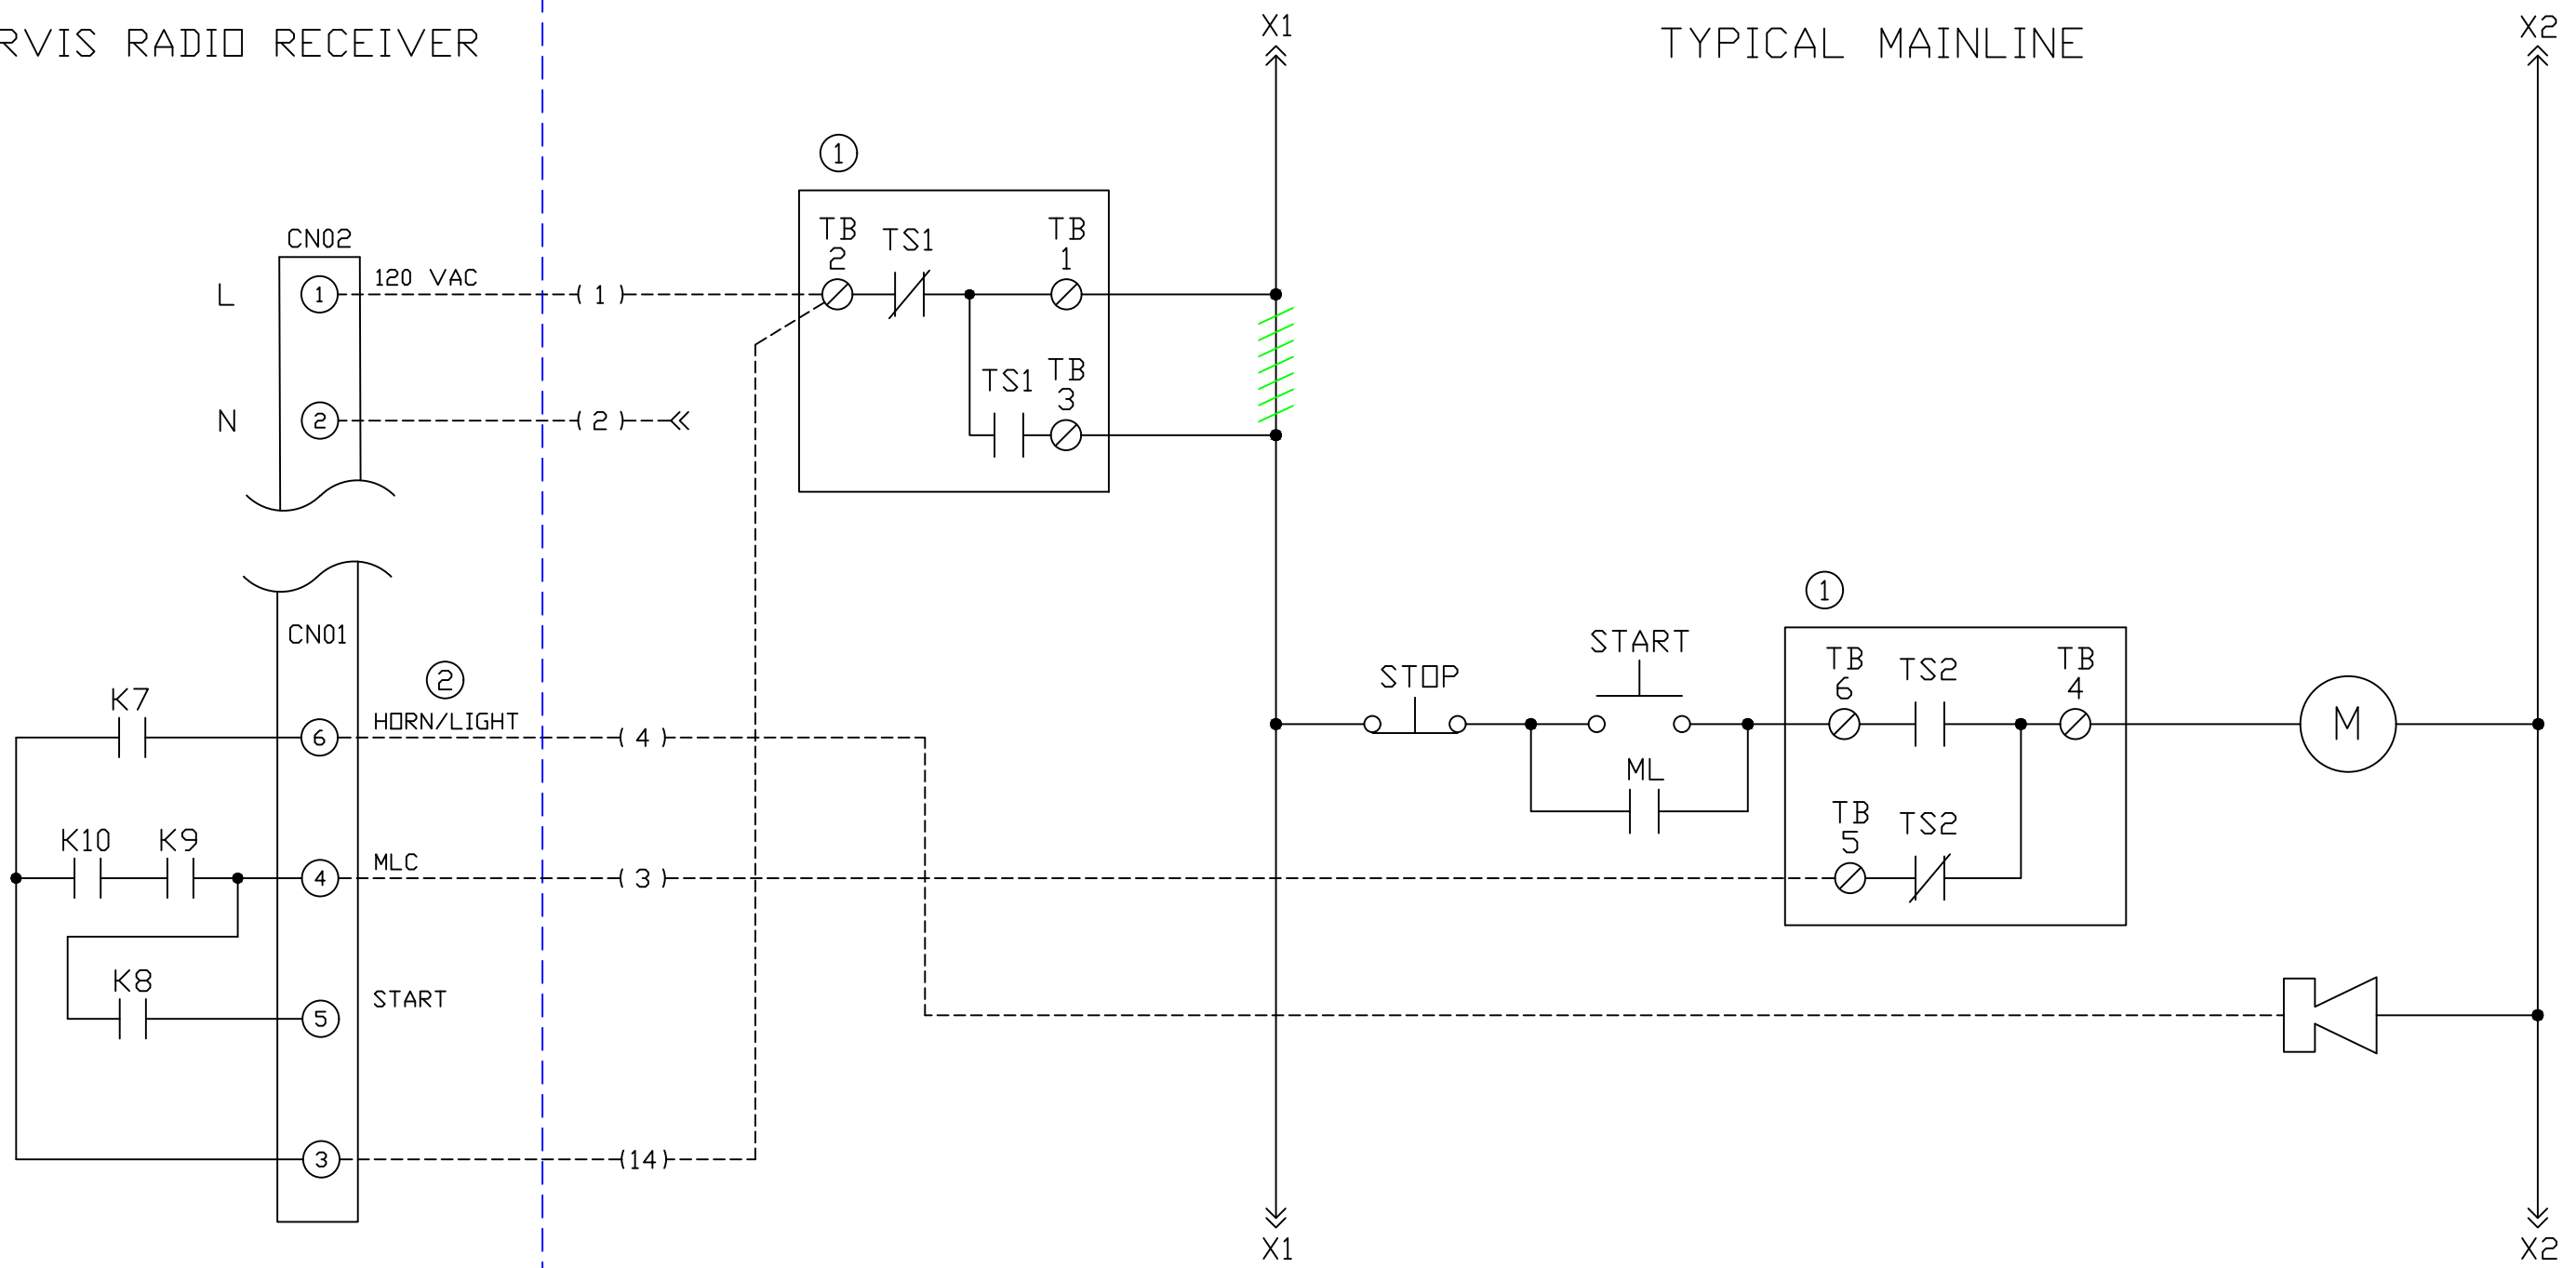 RVIS RADIO RECEIVER
X1
TYPICAL MAINLINE
X2
1
CN02
TB
2
TS1
TB
1
L
1
120 VAC
( 1 )
TS1
TB
3
N
2
( 2 )
1
CN01
2
K7
6
HORN/LIGHT
( 4 )
STOP
START
TB
6
TS2
TB
4
M
ML
K10
K9
4
MLC
( 3 )
TB
5
TS2
K8
5
START
3
(14)
X1
X2